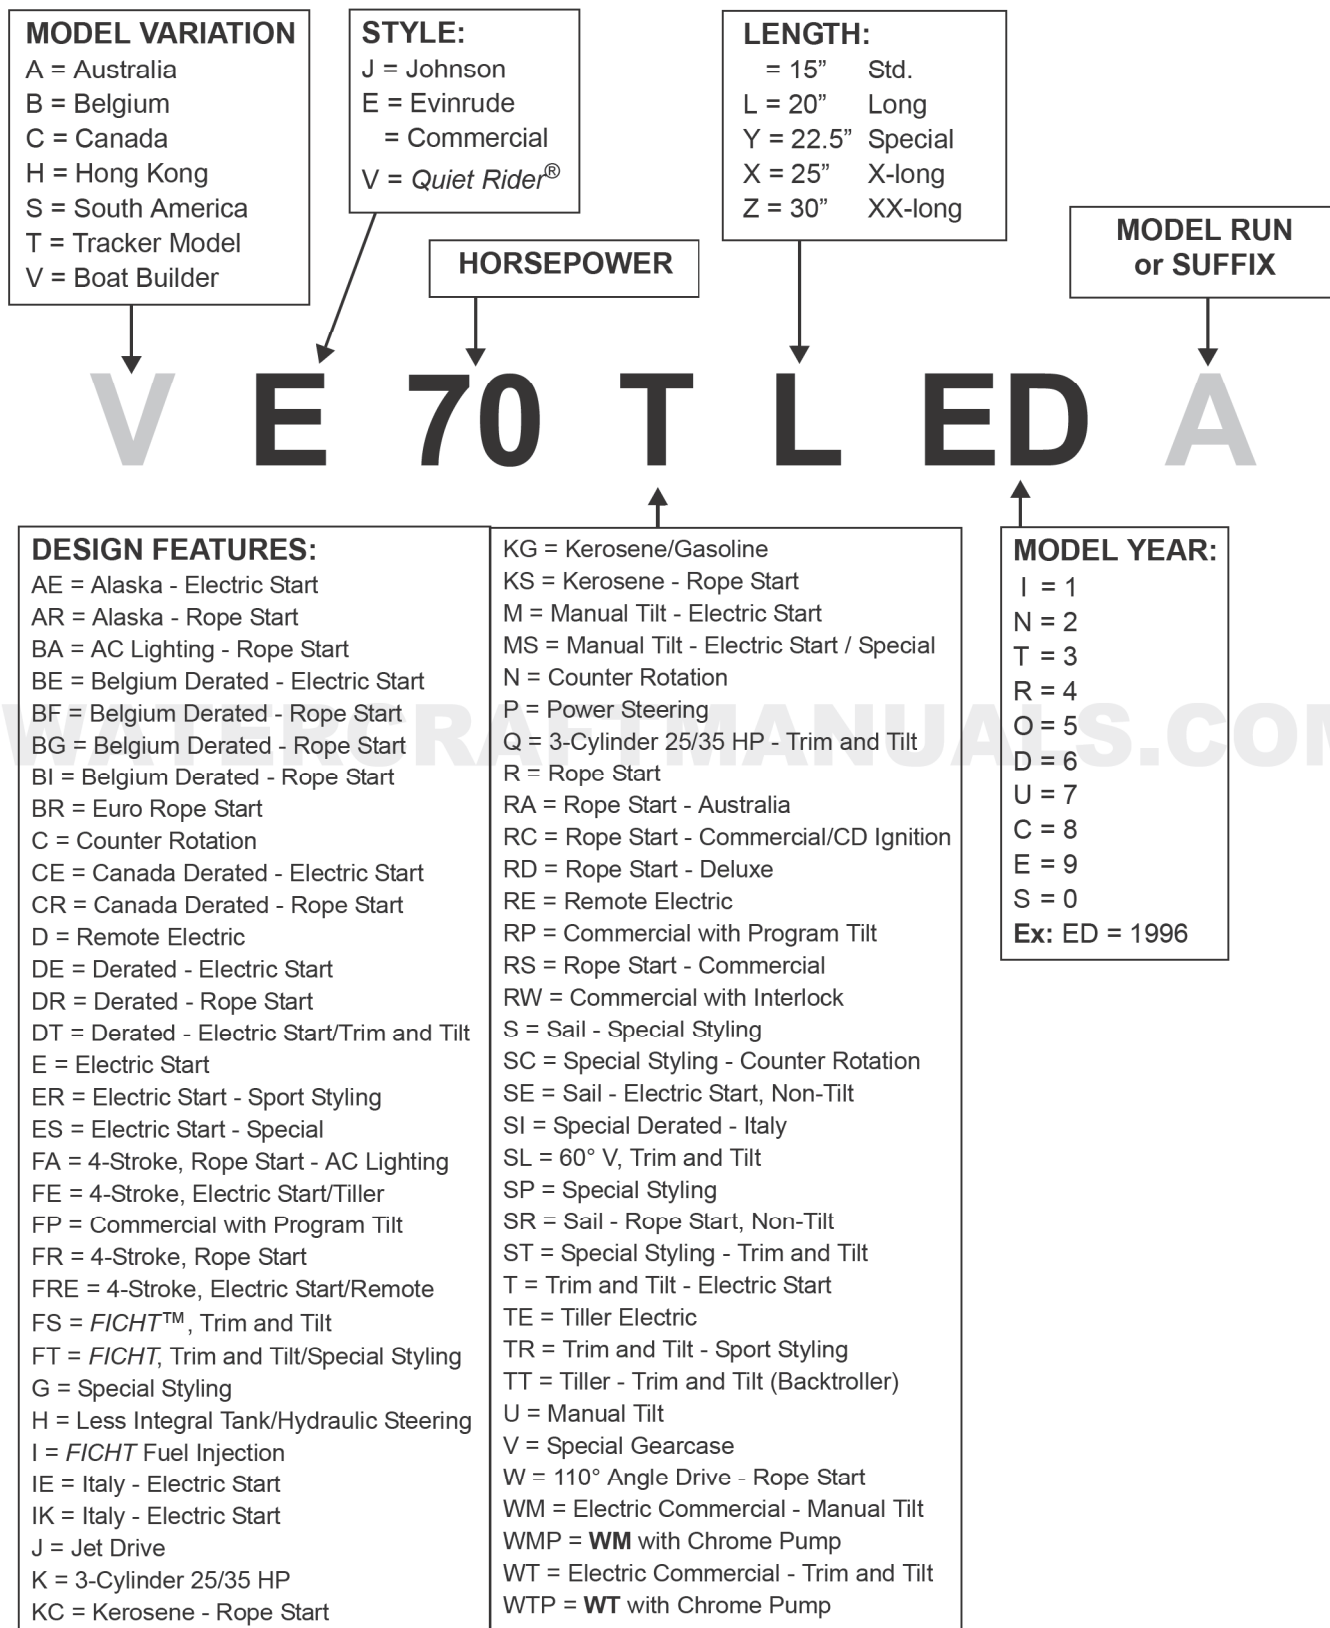 MODEL VARIATION
A = Australia
B = Belgium
C = Canada
H = Hong Kong
S = South America
T = Tracker Model
V = Boat Builder
STYLE:
J = Johnson
E = Evinrude
= Commercial
V = Quiet Rider®
HORSEPOWER
LENGTH:
= 15” Std.
L = 20” Long
Y = 22.5” Special
X = 25” X-long
Z = 30” XX-long
MODEL RUN
or SUFFIX
V E 70 T L ED A
DESIGN FEATURES:
AE = Alaska - Electric Start
AR = Alaska - Rope Start
BA = AC Lighting - Rope Start
BE = Belgium Derated - Electric Start
BF = Belgium Derated - Rope Start
BG = Belgium Derated - Rope Start
BI = Belgium Derated - Rope Start
BR = Euro Rope Start
C = Counter Rotation
CE = Canada Derated - Electric Start
CR = Canada Derated - Rope Start
D = Remote Electric
DE = Derated - Electric Start
DR = Derated - Rope Start
DT = Derated - Electric Start/Trim and Tilt
E = Electric Start
ER = Electric Start - Sport Styling
ES = Electric Start - Special
FA = 4-Stroke, Rope Start - AC Lighting
FE = 4-Stroke, Electric Start/Tiller
FP = Commercial with Program Tilt
FR = 4-Stroke, Rope Start
FRE = 4-Stroke, Electric Start/Remote
FS = FICHT™, Trim and Tilt
FT = FICHT, Trim and Tilt/Special Styling
G = Special Styling
H = Less Integral Tank/Hydraulic Steering
I = FICHT Fuel Injection
IE = Italy - Electric Start
IK = Italy - Electric Start
J = Jet Drive
K = 3-Cylinder 25/35 HP
KC = Kerosene - Rope Start
KG = Kerosene/Gasoline
KS = Kerosene - Rope Start
M = Manual Tilt - Electric Start
MS = Manual Tilt - Electric Start / Special
N = Counter Rotation
P = Power Steering
Q = 3-Cylinder 25/35 HP - Trim and Tilt
R = Rope Start
RA = Rope Start - Australia
RC = Rope Start - Commercial/CD Ignition
RD = Rope Start - Deluxe
RE = Remote Electric
RP = Commercial with Program Tilt
RS = Rope Start - Commercial
RW = Commercial with Interlock
S = Sail - Special Styling
SC = Special Styling - Counter Rotation
SE = Sail - Electric Start, Non-Tilt
SI = Special Derated - Italy
SL = 60° V, Trim and Tilt
SP = Special Styling
SR = Sail - Rope Start, Non-Tilt
ST = Special Styling - Trim and Tilt
T = Trim and Tilt - Electric Start
TE = Tiller Electric
TR = Trim and Tilt - Sport Styling
TT = Tiller - Trim and Tilt (Backtroller)
U = Manual Tilt
V = Special Gearcase
W = 110° Angle Drive - Rope Start
WM = Electric Commercial - Manual Tilt
WMP = WM with Chrome Pump
WT = Electric Commercial - Trim and Tilt
WTP = WT with Chrome Pump
MODEL YEAR:
I = 1
N = 2
T = 3
R = 4
O = 5
D = 6
U = 7
C = 8
E = 9
S = 0
Ex: ED = 1996
WATERCRAFTMANUALS.COM